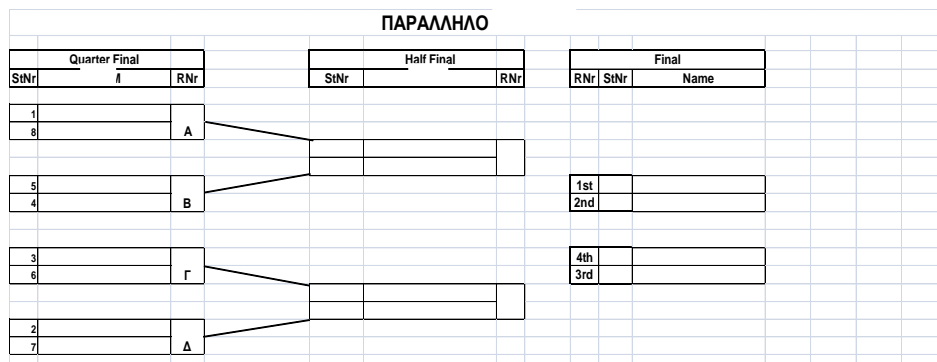 ΠΑΡΑΛΛΗΛΟ
Quarter Final Half Final Final
StNr RNr StNr RNr RNr StNr Name
1
8 Α
5 1st
4 Β 2nd
3 4th
6 Γ 3rd
2
7 Δ